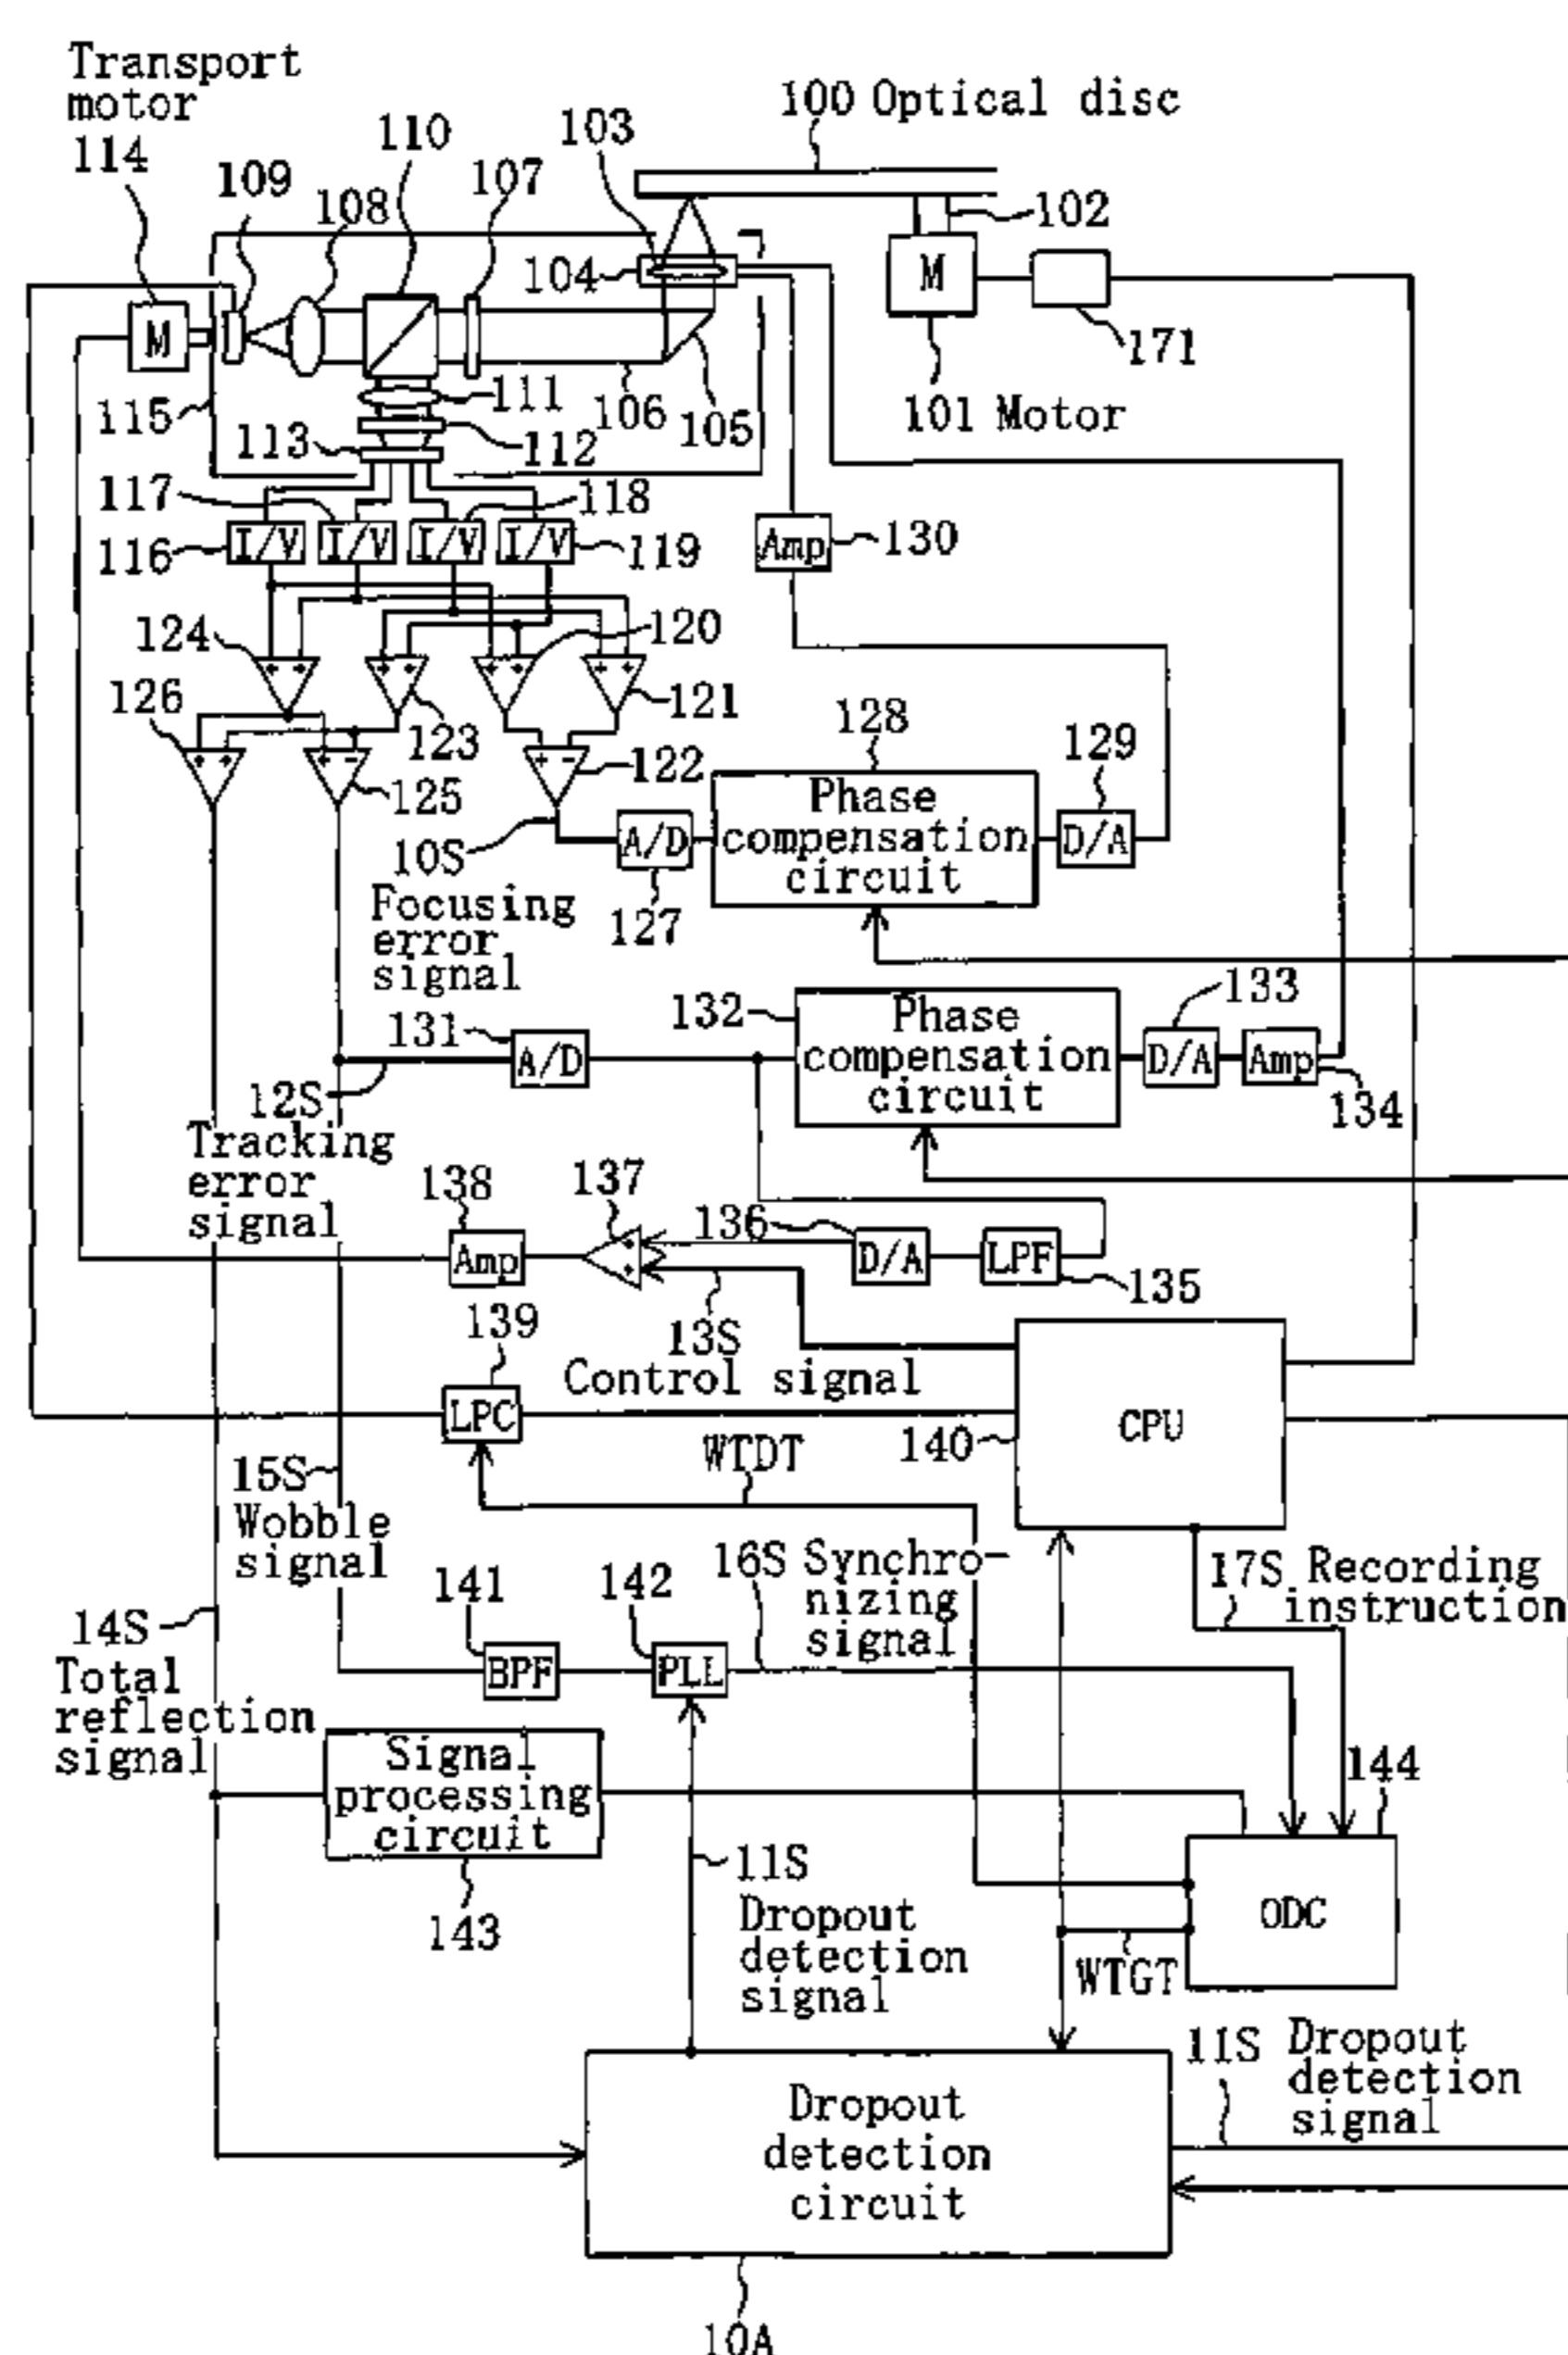 Transport
motor
114
109
108
110
107
103
100 Optical disc
102
104
M
M
171
115
111
106
105
101 Motor
113
112
117
118
116
I/V
I/V
I/V
I/V
119
Amp
130
124
120
+ +
+ +
+ +
+ +
126
123
121
128
129
+ +
+ -
125
+ -
122
Phase
compensation
circuit
10S
A/D
D/A
Focusing
error
signal
127
132
133
131
A/D
Phase
compensation
circuit
D/A
Amp
134
12S
Tracking
error
signal
138
137
136
Amp
+
+
D/A
LPF
135
139
13S
Control signal
LPC
140
CPU
WTDT
15S
Wobble
signal
16S Synchro-
nizing
signal
17S Recording
instruction
141
142
14S
BPF
PLL
Total
reflection
signal
Signal
processing
circuit
144
143
11S
Dropout
detection
signal
ODC
WTGT
11S Dropout
detection
signal
Dropout
detection
circuit
10A